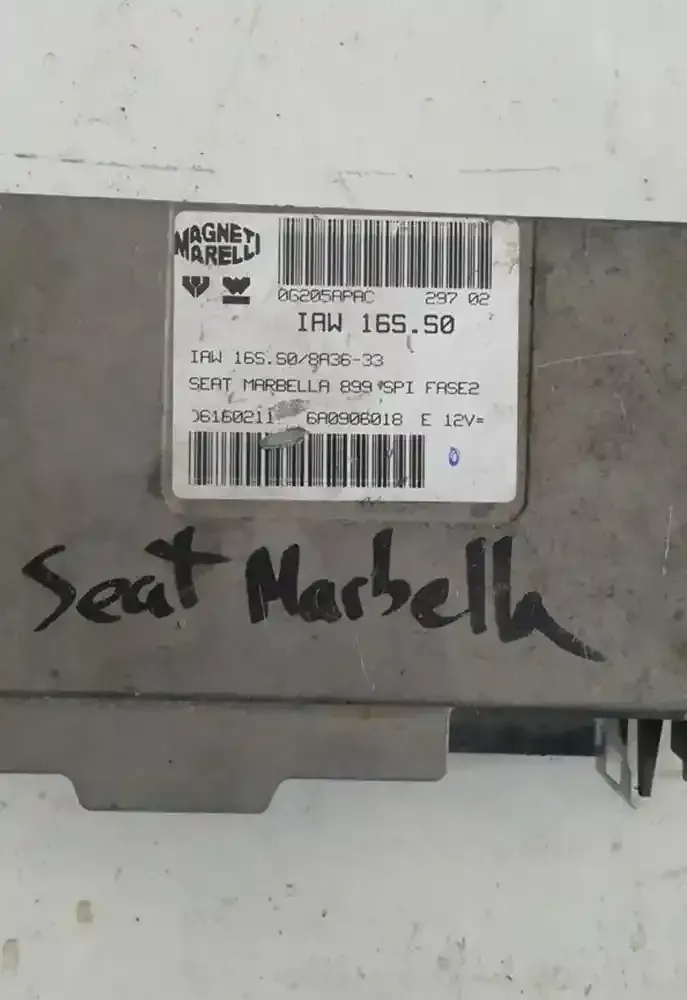 MAGNETI
MARELLI
0G205APAC 297 02
IAW 16S.S0
IAW 16S.S0/8A36-33
SEAT MARBELLA 899 SPI FASE2
6160211 6A0906018 E 12V=
0
Seat Marbella